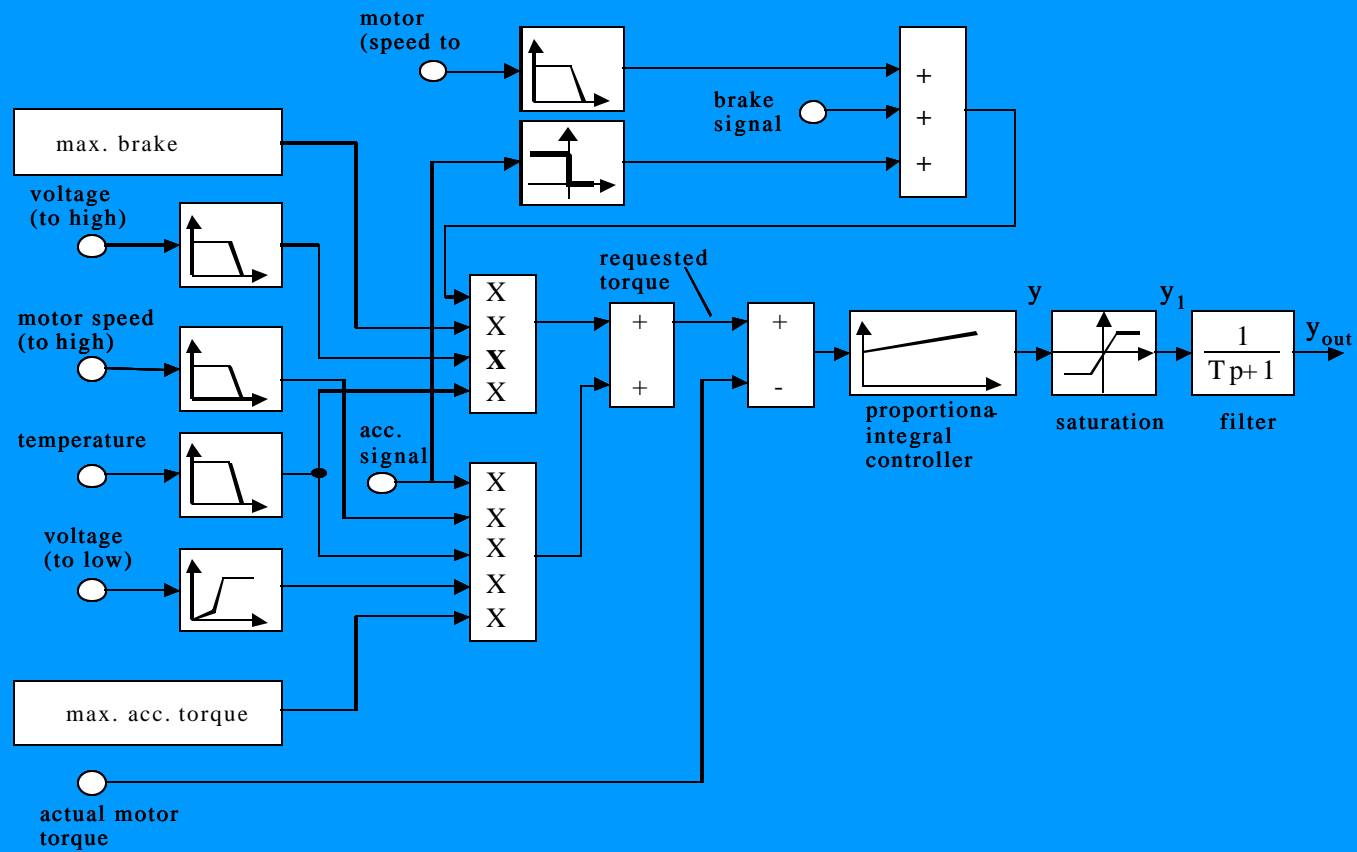 motor
(speed to
brake
signal
+
+
+
max. brake
voltage
(to high)
motor speed
(to high)
temperature
voltage
(to low)
acc.
signal
X
X
X
X
X
X
X
X
X
requested
torque
+
+
+
-
y
y1
yout
1
Tp+1
proportiona-
integral
controller
saturation
filter
max. acc. torque
actual motor
torque